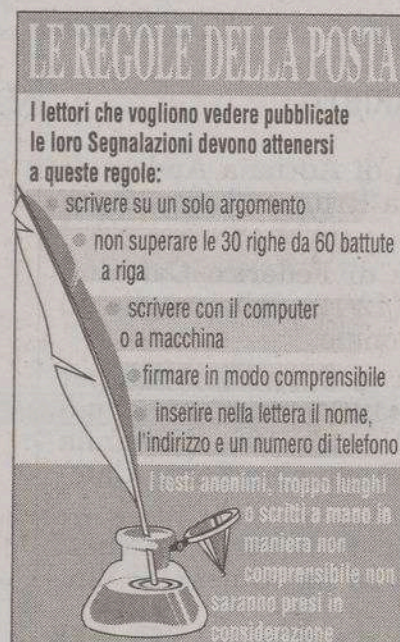 LE REGOLE DELLA POSTA
I lettori che vogliono vedere pubblicate
le loro Segnalazioni devono attenersi
a queste regole:
scrivere su un solo argomento
non superare le 30 righe da 60 battute
a riga
scrivere con il computer
o a macchina
firmare in modo comprensibile
inserire nella lettera il nome,
l'indirizzo e un numero di telefono
I testi anonimi, troppo lunghi
o scritti a mano in
maniera non
comprensibile non
saranno presi in
considerazione